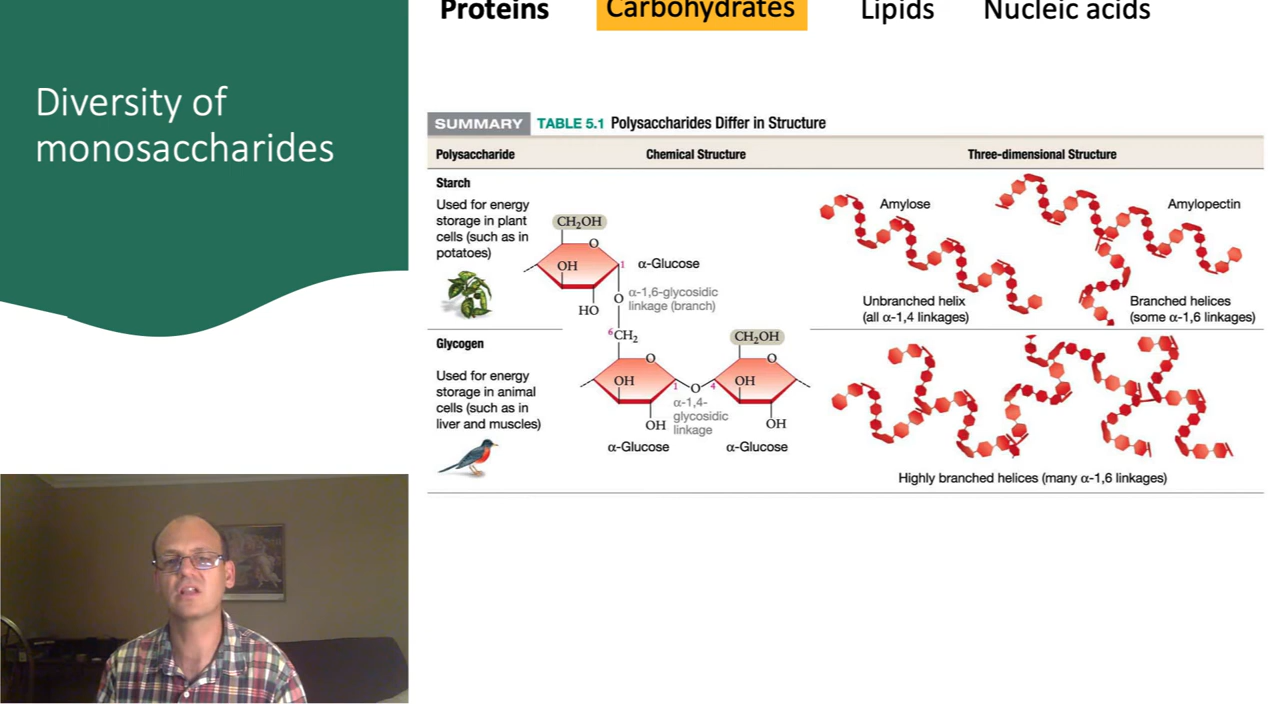 Proteins Carbohydrates Lipids Nucleic acids
Diversity of
monosaccharides
SUMMARY TABLE 5.1 Polysaccharides Differ in Structure
Polysaccharide Chemical Structure Three-dimensional Structure
Starch
Used for energy
storage in plant
cells (such as in
potatoes)
CH₂OH
O
OH
1
α-Glucose
HO
O
α-1,6-glycosidic
linkage (branch)
6
CH₂
Amylose
Unbranched helix
(all α-1,4 linkages)
Amylopectin
Branched helices
(some α-1,6 linkages)
Glycogen
Used for energy
storage in animal
cells (such as in
liver and muscles)
O
OH
1
OH
α-Glucose
O
α-1,4-
glycosidic
linkage
CH₂OH
O
4
OH
OH
α-Glucose
Highly branched helices (many α-1,6 linkages)